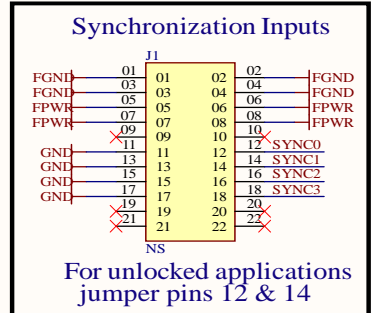 Synchronization Inputs
J1
FGND 01 01 02 02 FGND
FGND 03 03 04 04 FGND
FPWR 05 05 06 06 FPWR
FPWR 07 07 08 08 FPWR
09 09 10 10
GND 11 11 12 12 SYNC0
GND 13 13 14 14 SYNC1
GND 15 15 16 16 SYNC2
GND 17 17 18 18 SYNC3
19 19 20 20
21 21 22 22
NS
For unlocked applications
jumper pins 12 & 14